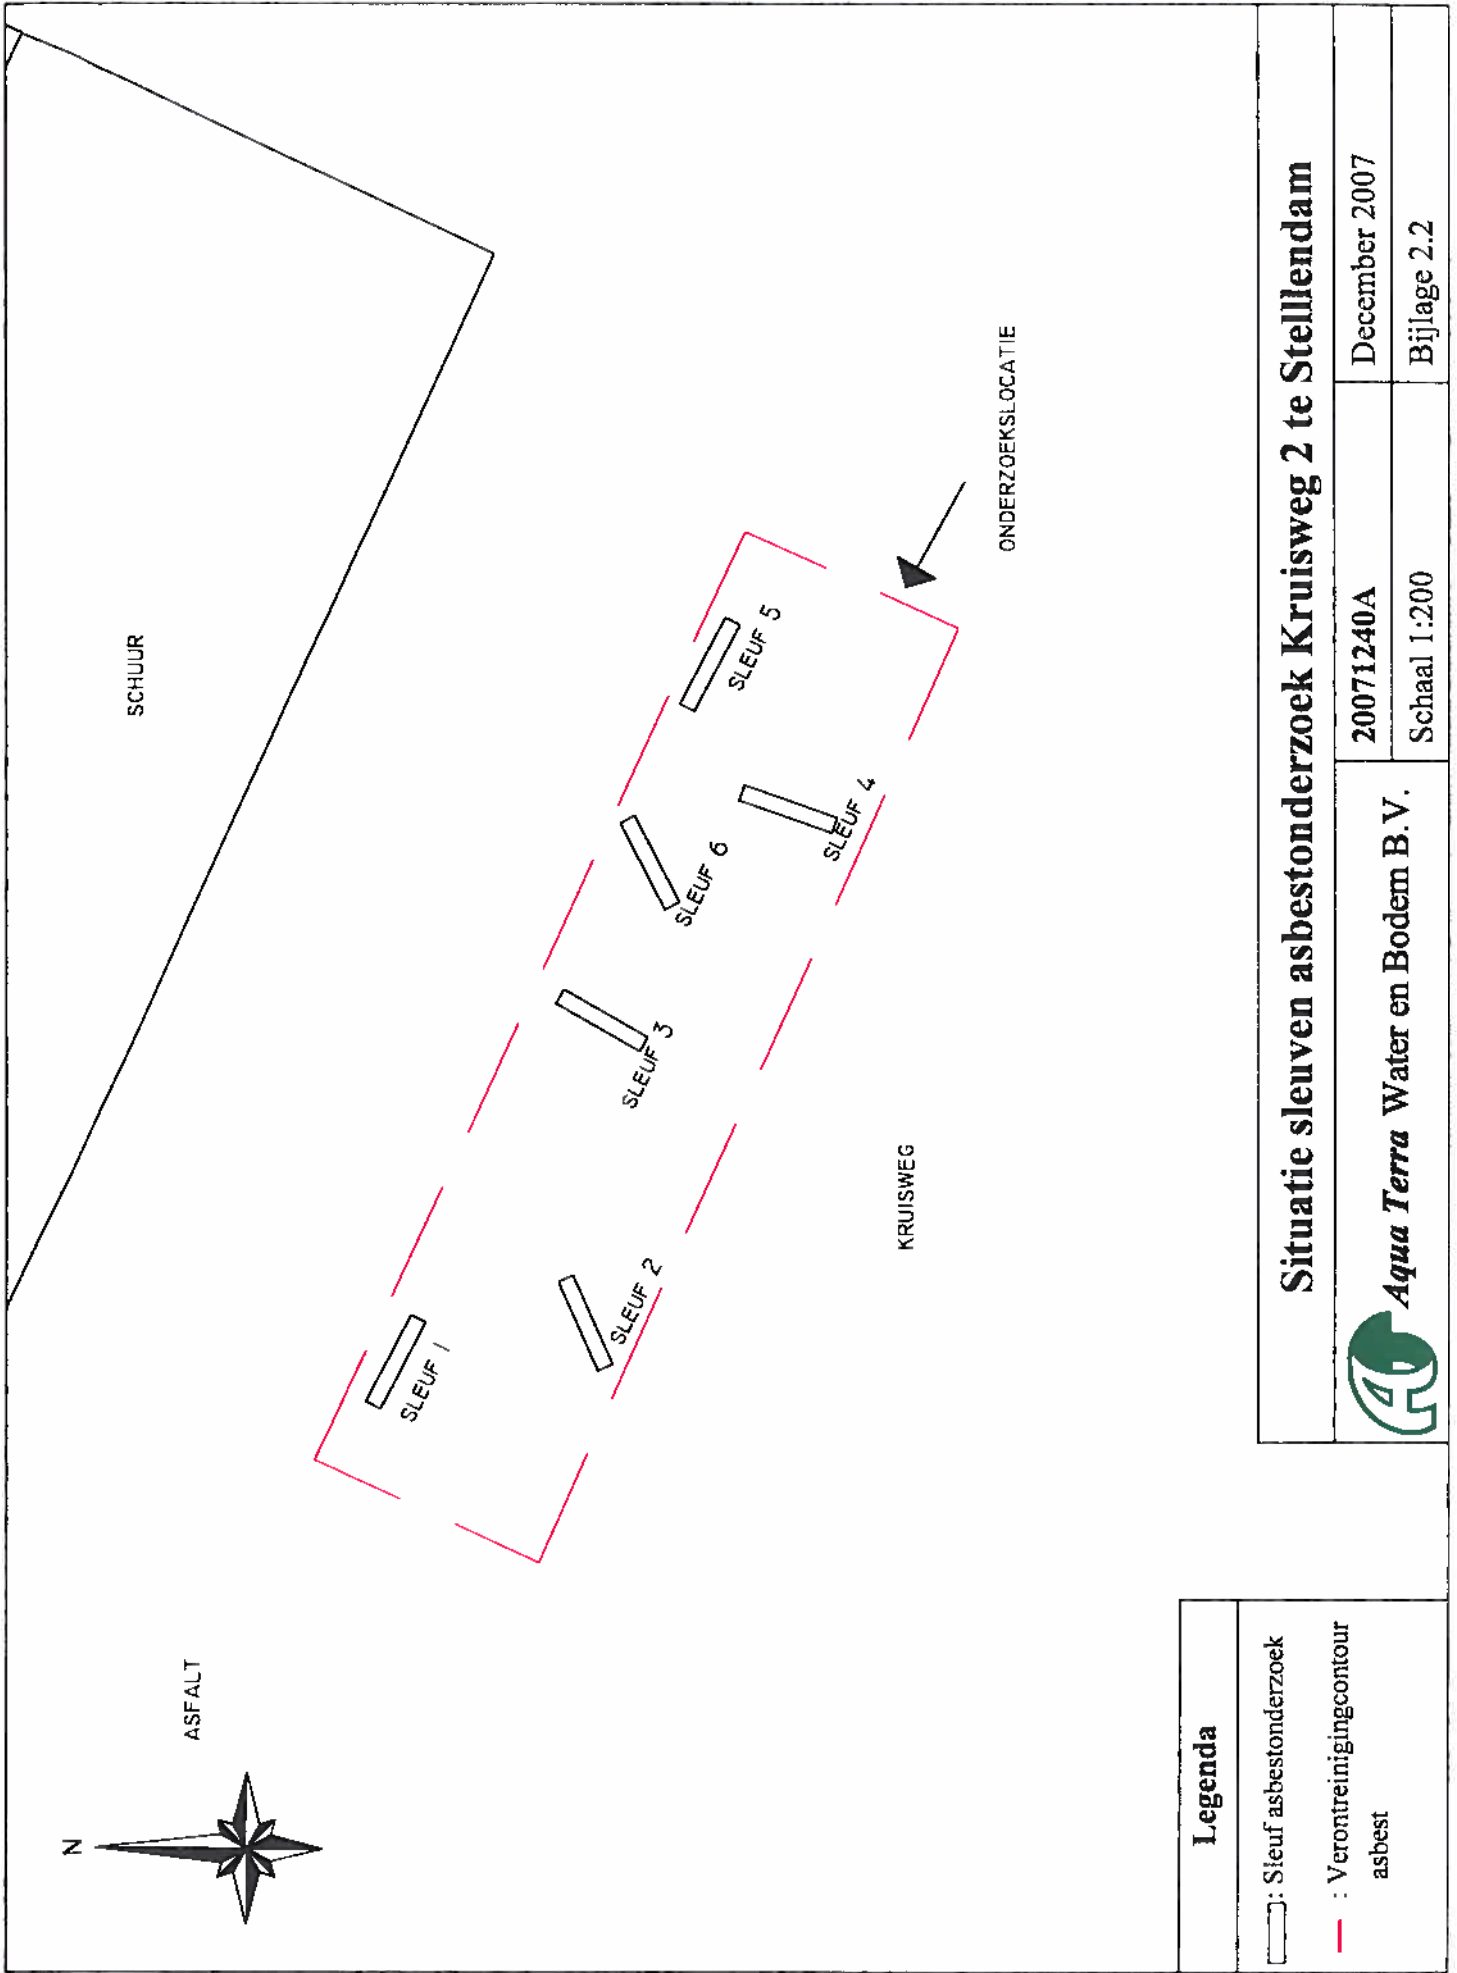 N
ASFALT
SCHUUR
SLEUF 1
SLEUF 2
SLEUF 3
SLEUF 6
SLEUF 4
SLEUF 5
KRUISWEG
ONDERZOEKSLOCATIE
Legenda
: Sleuf asbestonderzoek
: Verontreinigingcontour
asbest
Situatie sleuven asbestonderzoek Kruisweg 2 te Stelllendam
Aqua Terra Water en Bodem B.V.
20071240A
December 2007
Schaal 1:200
Bijlage 2.2